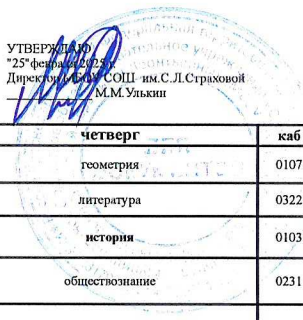 УТВЕРЖДАЮ
"25" февраля 2025 г.
Директор МБОУ СОШ им.С.Л.Страховой
М.М.Улькин
четверг каб
геометрия 0107
литература 0322
история 0103
обществознание 0231